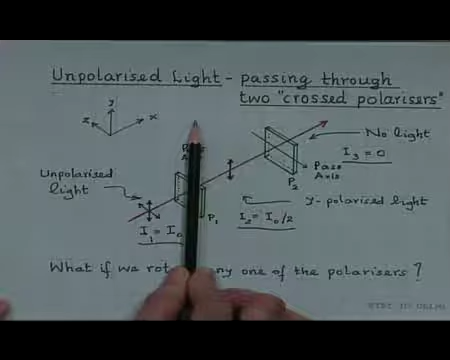 Unpolarised Light - passing through
two "crossed polarisers"
y
z
x
No light
I₃ = 0
Pass
Axis
P₂
Unpolarised
light
y-polarised light
I₂ = I₀/2
P₁
I₁ = I₀
What if we any one of the polarisers ?